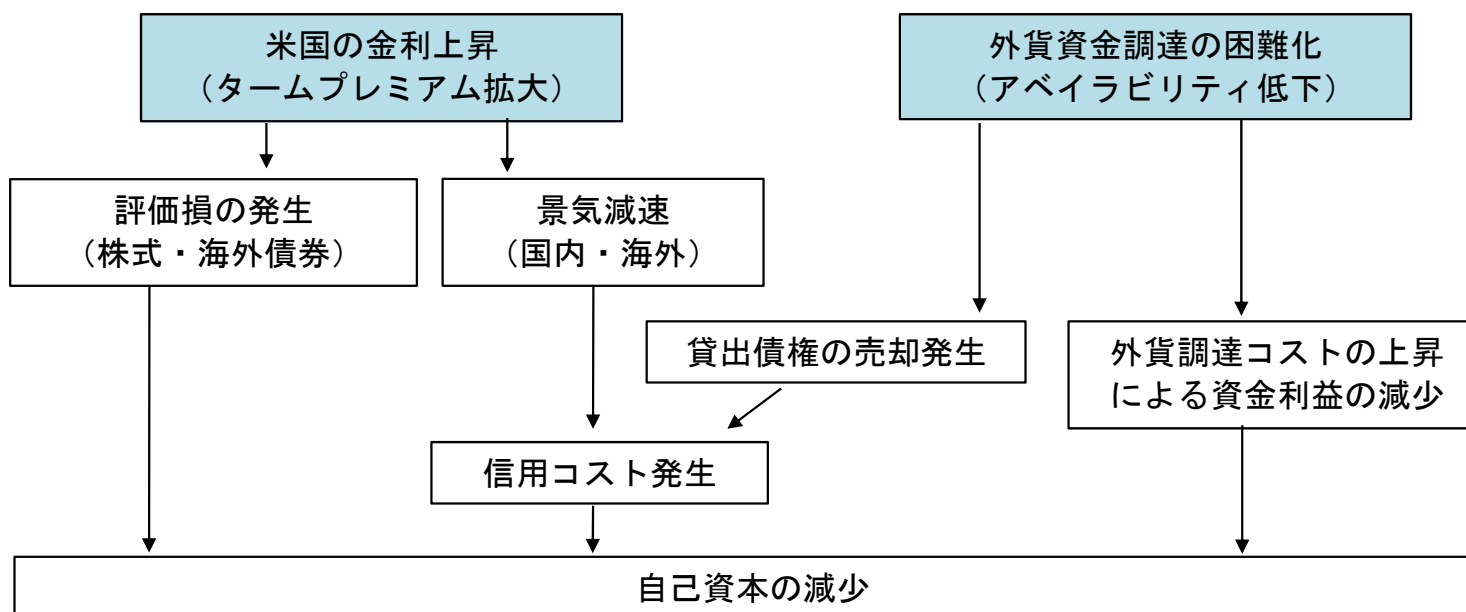 米国の金利上昇
（タームプレミアム拡大）
外貨資金調達の困難化
（アベイラビリティ低下）
評価損の発生
（株式・海外債券）
景気減速
（国内・海外）
貸出債権の売却発生
外貨調達コストの上昇
による資金利益の減少
信用コスト発生
自己資本の減少